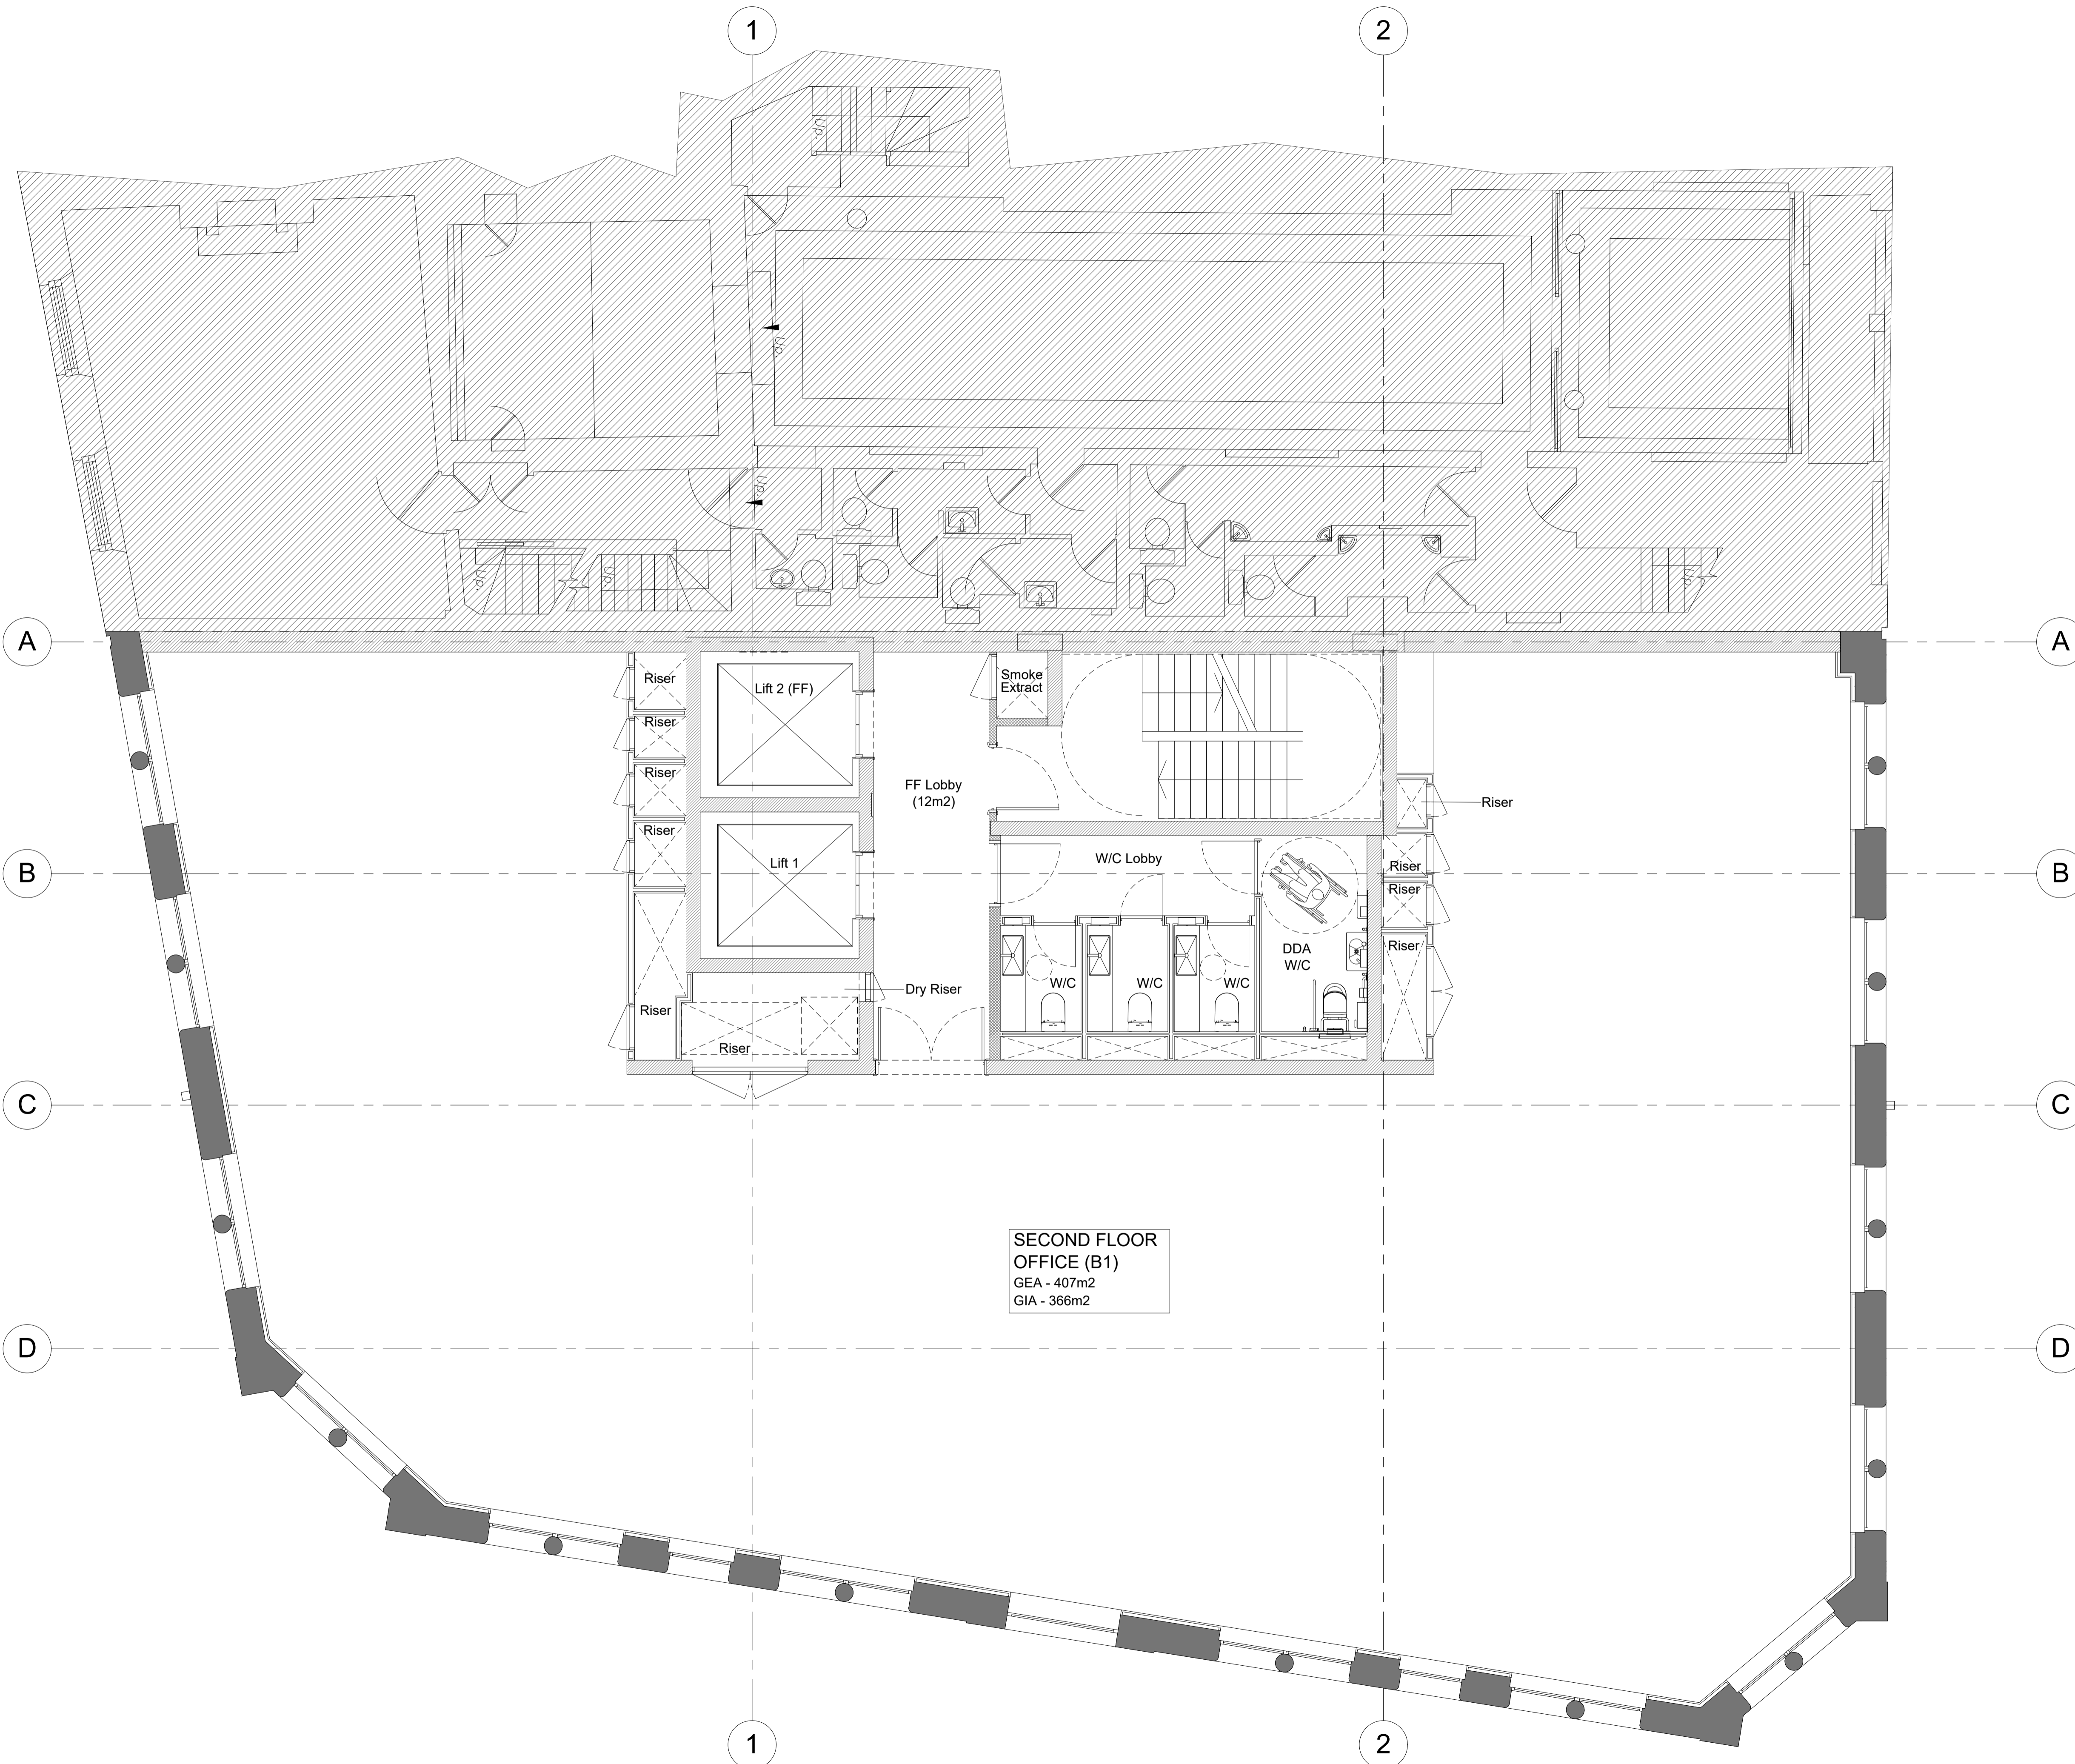 1
2
Up.
Up.
Up.
Up.
Up.
Up.
A
A
Riser
Lift 2 (FF)
Smoke
Extract
Riser
Riser
FF Lobby
(12m2)
Riser
Riser
Lift 1
W/C Lobby
Riser
B
B
Riser
DDA
W/C
Riser
W/C
W/C
W/C
Dry Riser
Riser
Riser
C
C
SECOND FLOOR
OFFICE (B1)
GEA - 407m2
GIA - 366m2
D
D
1
2